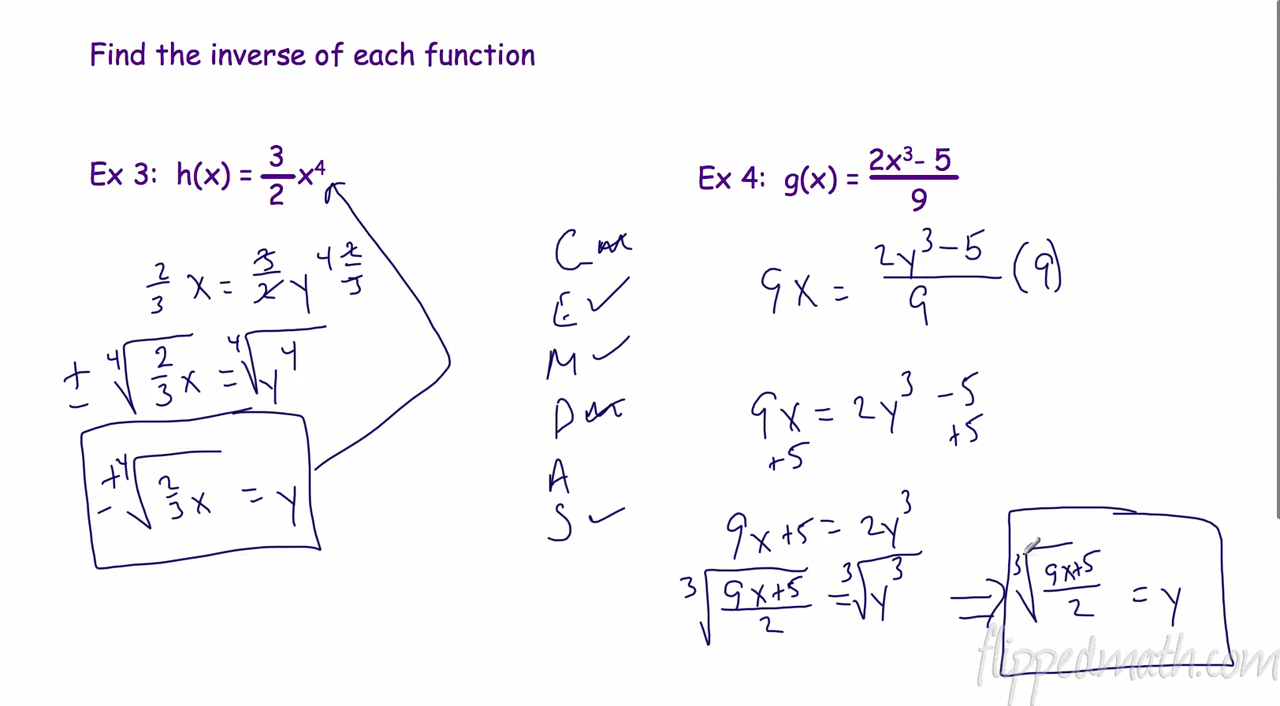 Find the inverse of each function
Ex 3: h(x) = 3/2 x⁴
2/3 x = 3/2 y⁴ 2/3
± ⁴√(2/3 x) = ⁴√(y⁴)
± ⁴√(2/3 x) = y
G
E ✓
M ✓
D
A
S ✓
Ex 4: g(x) = (2x³ - 5)/9
9x = (2y³ - 5)/9 (9)
9x = 2y³ - 5
+5 +5
9x + 5 = 2y³
³√((9x+5)/2) = ³√(y³)
⇒ ³√((9x+5)/2) = y
flippedmath.com